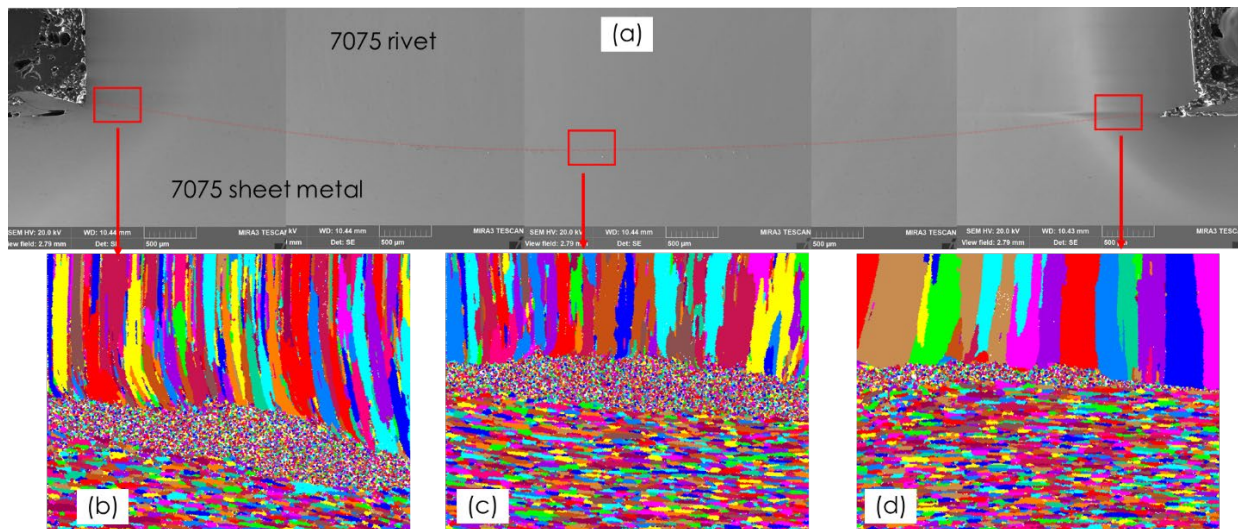 7075 rivet
(a)
7075 sheet metal
SEM HV: 20.0 kV WD: 10.44 mm MIRA3 TESCAN
View field: 2.79 mm Det: SE 500 µm
kV WD: 10.44 mm MIRA3 TESCAN
mm Det: SE 500 µm
SEM HV: 20.0 kV WD: 10.44 mm MIRA3 TESCAN
View field: 2.79 mm Det: SE 500 µm
500 µm
SEM HV: 20.0 kV WD: 10.43 mm MIRA3 TESCAN
View field: 2.79 mm Det: SE 500 µm
(b)
(c)
(d)